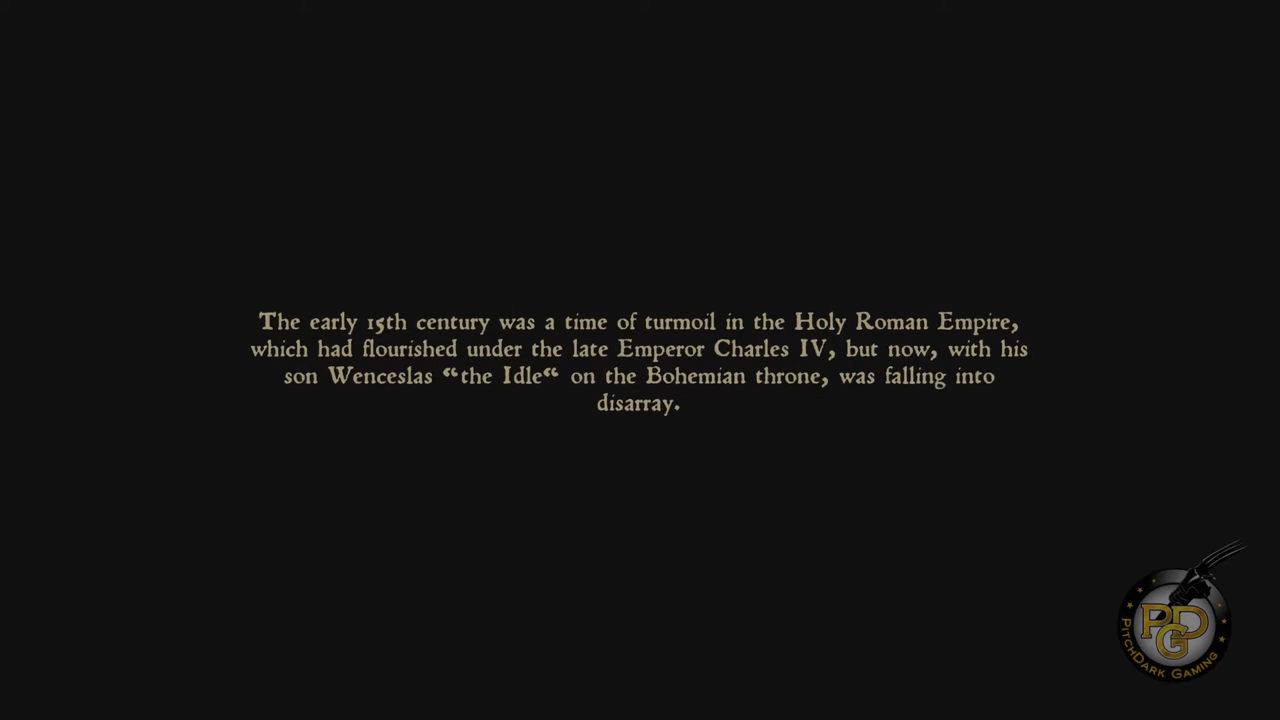 The early 15th century was a time of turmoil in the Holy Roman Empire,
which had flourished under the late Emperor Charles IV, but now, with his
son Wenceslas “the Idle“ on the Bohemian throne, was falling into
disarray.
PGD
PitchDark Gaming